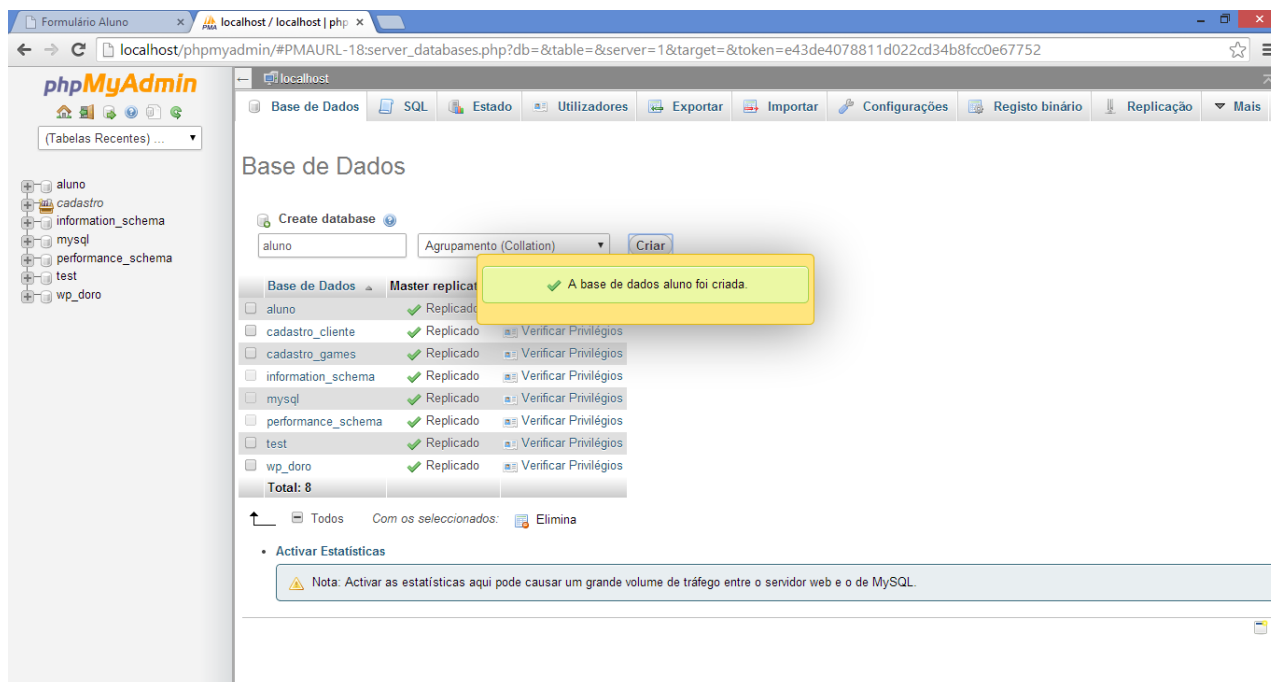 Formulário Aluno
localhost / localhost | php
localhost/phpmyadmin/#PMAURL-18:server_databases.php?db=&table=&server=1&target=&token=e43de4078811d022cd34b8fcc0e67752
phpMyAdmin
(Tabelas Recentes) ...
aluno
cadastro
information_schema
mysql
performance_schema
test
wp_doro
localhost
Base de Dados SQL Estado Utilizadores Exportar Importar Configurações Registo binário Replicação Mais
Base de Dados
Create database
aluno Agrupamento (Collation) Criar
A base de dados aluno foi criada.
Base de Dados Master replicat
aluno Replicado
cadastro_cliente Replicado Verificar Privilégios
cadastro_games Replicado Verificar Privilégios
information_schema Replicado Verificar Privilégios
mysql Replicado Verificar Privilégios
performance_schema Replicado Verificar Privilégios
test Replicado Verificar Privilégios
wp_doro Replicado Verificar Privilégios
Total: 8
Todos Com os seleccionados: Elimina
Activar Estatísticas
Nota: Activar as estatísticas aqui pode causar um grande volume de tráfego entre o servidor web e o de MySQL.